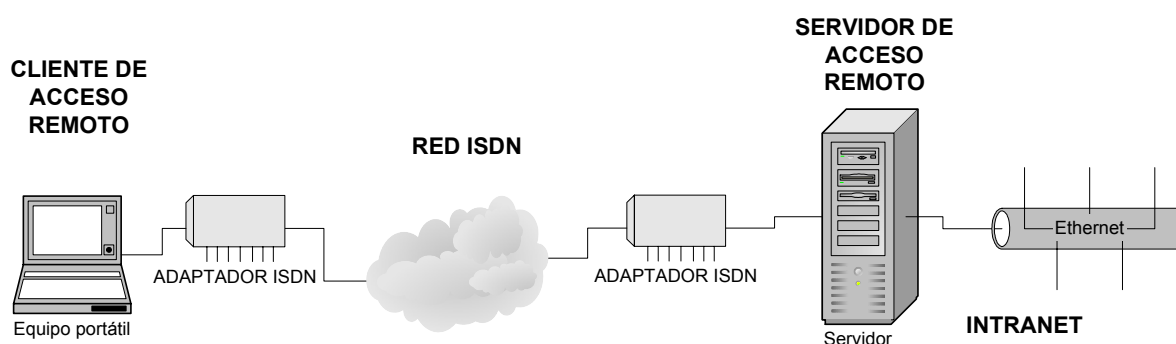 CLIENTE DE
ACCESO
REMOTO
Equipo portátil
ADAPTADOR ISDN
RED ISDN
ADAPTADOR ISDN
SERVIDOR DE
ACCESO
REMOTO
Servidor
Ethernet
INTRANET